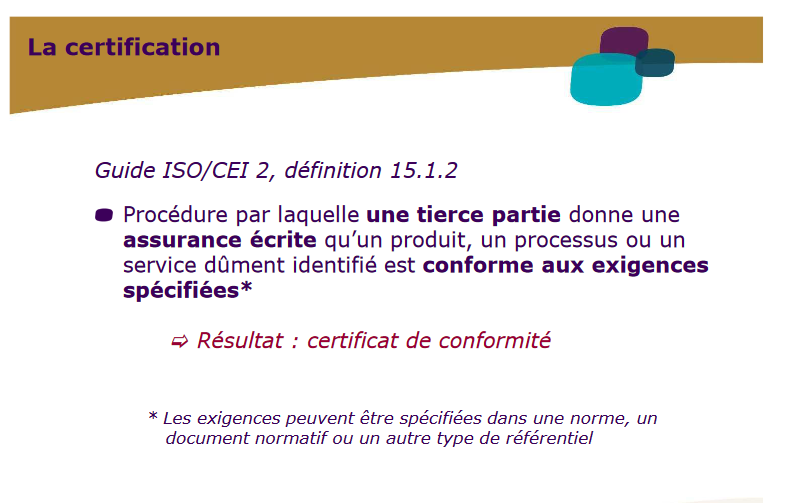 La certification
Guide ISO/CEI 2, définition 15.1.2
Procédure par laquelle une tierce partie donne une
assurance écrite qu’un produit, un processus ou un
service dûment identifié est conforme aux exigences
spécifiées*
➯ Résultat : certificat de conformité
* Les exigences peuvent être spécifiées dans une norme, un
document normatif ou un autre type de référentiel